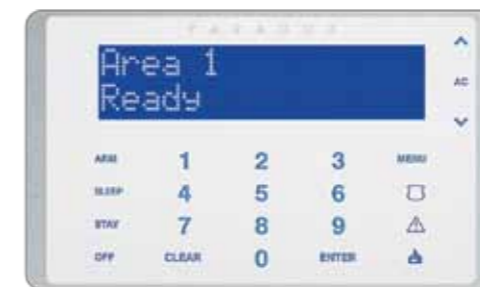 PARADOX
Area 1
Ready
AC
ARM 1 2 3 MENU
SLEEP 4 5 6
STAY 7 8 9
OFF CLEAR 0 ENTER